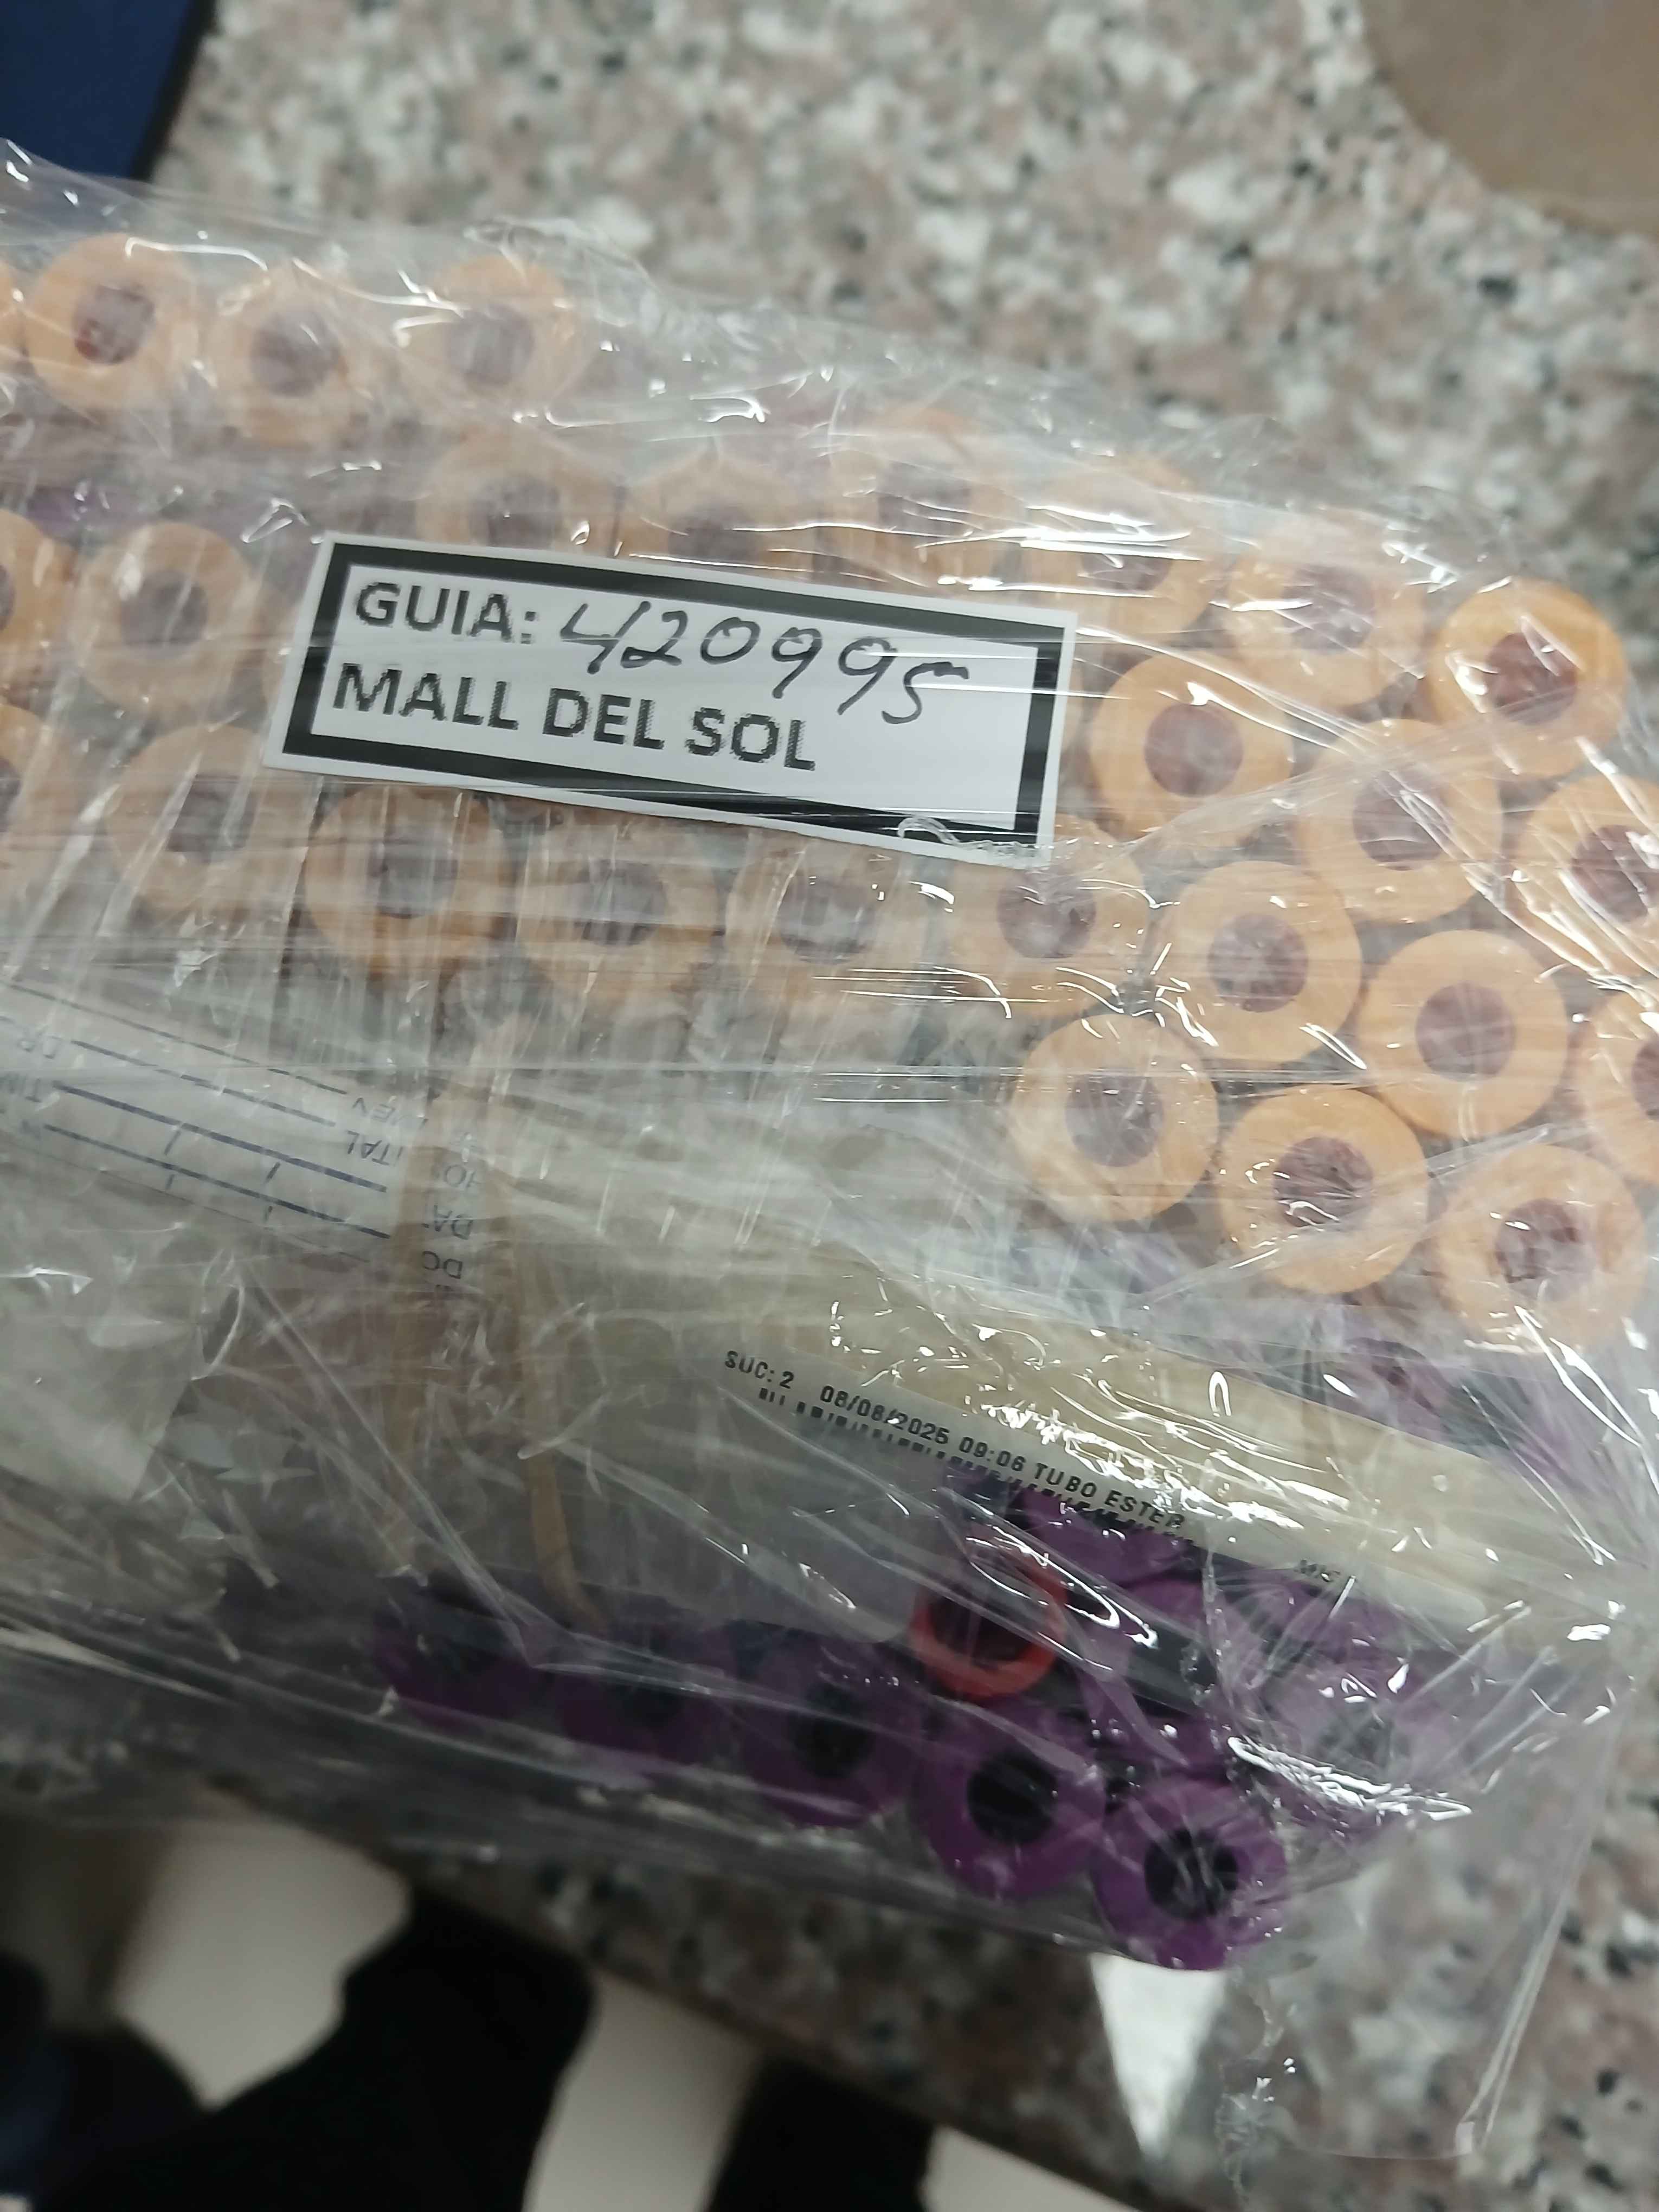 GUIA: 420995
MALL DEL SOL
SUC: 2 08/08/2025 09:06 TUBO ESTER